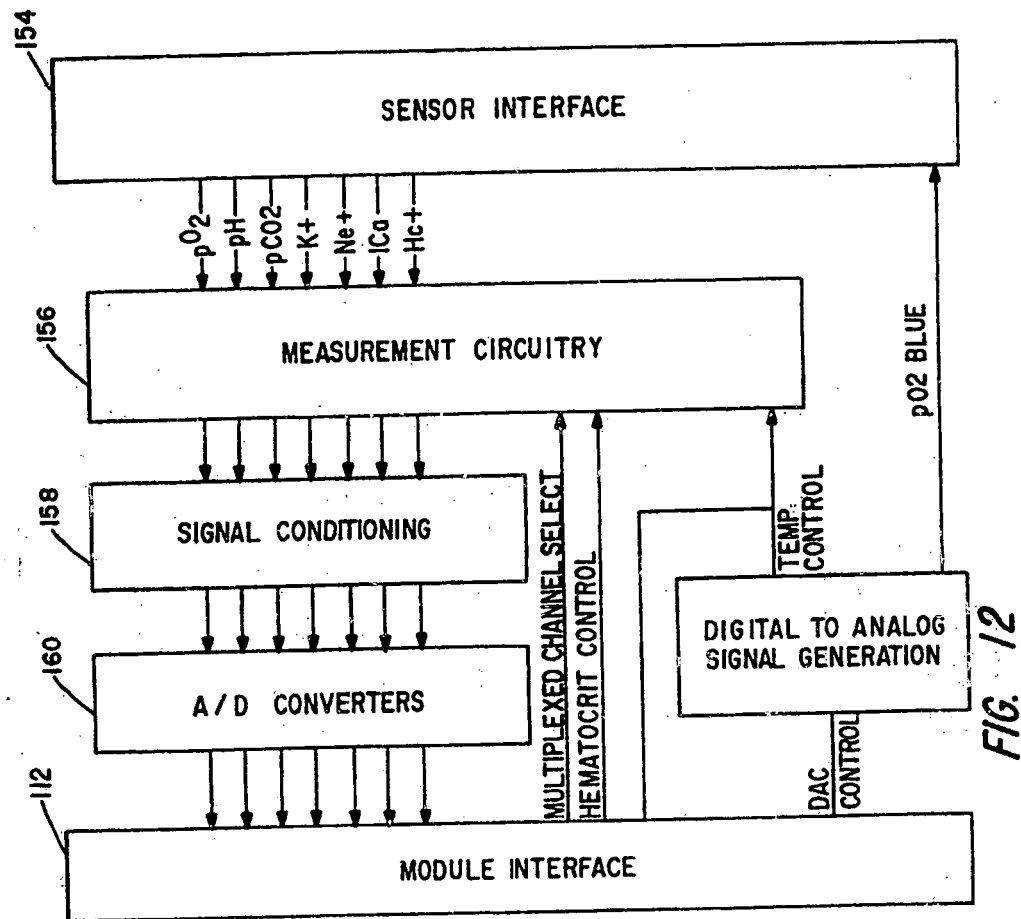 154
SENSOR INTERFACE
pO2
pH
pCO2
K+
Ne+
ICa
Hc+
156
MEASUREMENT CIRCUITRY
158
SIGNAL CONDITIONING
160
A/D CONVERTERS
MULTIPLEXED CHANNEL SELECT
HEMATOCRIT CONTROL
TEMP
CONTROL
pO2 BLUE
DIGITAL TO ANALOG
SIGNAL GENERATION
DAC
CONTROL
112
MODULE INTERFACE
FIG. 12